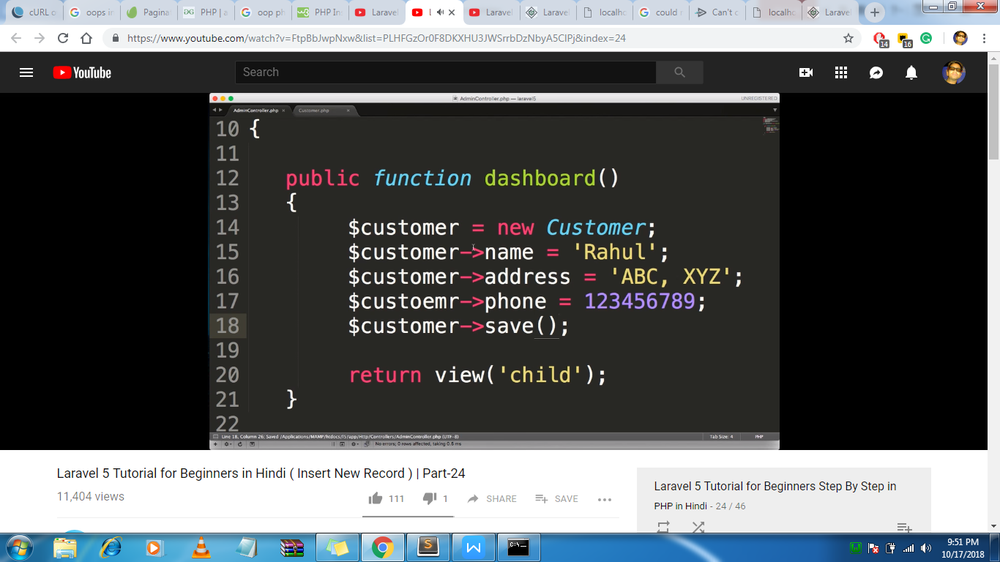 cURL o
oops in
Pagina
PHP | a
oop ph
PHP In
Laravel
L
Laravel
Laravel
localho
could n
Can't c
localho
Laravel
https://www.youtube.com/watch?v=FtpBbJwpNxw&list=PLHFGzOr0F8DKXHU3JWSrrbDzNbyA5CIPj&index=24
14
16
YouTube
Search
AdminController.php — laravel5
UNREGISTERED
AdminController.php
Customer.php
10 {
11
12 public function dashboard()
13 {
14 $customer = new Customer;
15 $customer->name = 'Rahul';
16 $customer->address = 'ABC, XYZ';
17 $custoemr->phone = 123456789;
18 $customer->save();
19
20 return view('child');
21 }
22
Line 18, Column 26; Saved /Applications/MAMP/htdocs/l5/app/Http/Controllers/AdminController.php (UTF-8)
Tab Size: 4
PHP
No errors; 0 rows affected, taking 0.8 ms
Laravel 5 Tutorial for Beginners in Hindi ( Insert New Record ) | Part-24
11,404 views
111
1
SHARE
SAVE
Laravel 5 Tutorial for Beginners Step By Step in
PHP in Hindi - 24 / 46
9:51 PM
10/17/2018